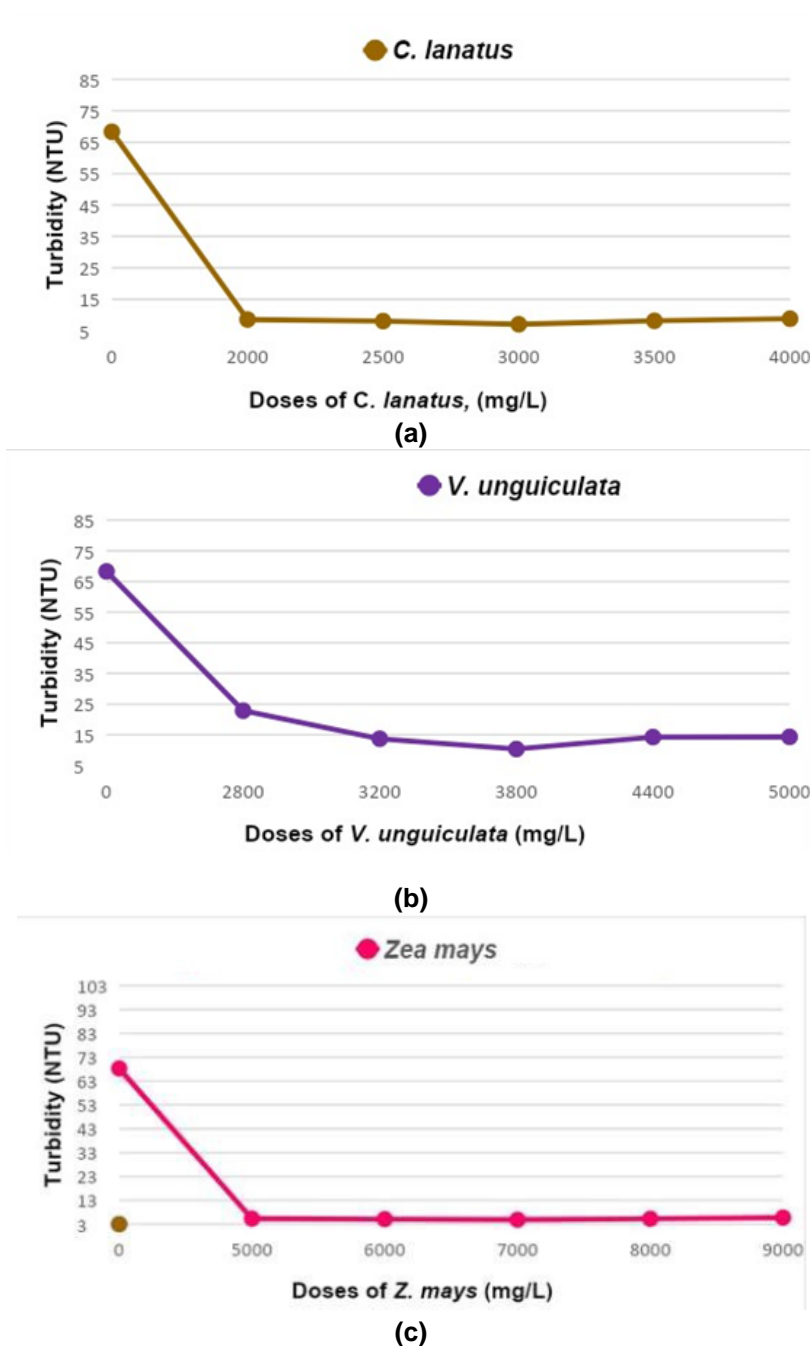 C. lanatus
85
75
65
55
45
35
25
15
5
Turbidity (NTU)
0 2000 2500 3000 3500 4000
Doses of C. lanatus, (mg/L)
(a)
V. unguiculata
85
75
65
55
45
35
25
15
5
Turbidity (NTU)
0 2800 3200 3800 4400 5000
Doses of V. unguiculata (mg/L)
(b)
Zea mays
103
93
83
73
63
53
43
33
23
13
3
Turbidity (NTU)
0 5000 6000 7000 8000 9000
Doses of Z. mays (mg/L)
(c)